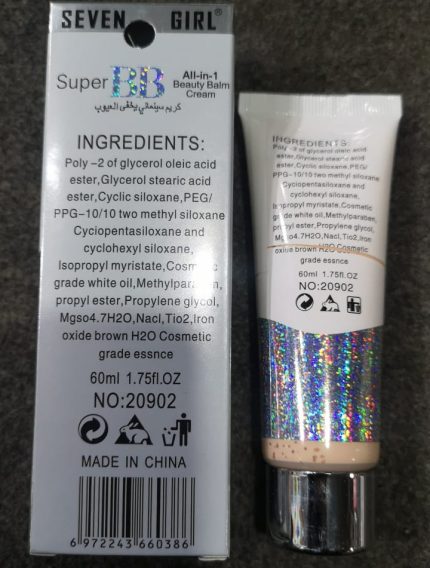 SEVEN GIRL®
Super BB All-in-1
Beauty Balm
Cream
كريم سينمائي يخفى العيوب
INGREDIENTS:
Poly -2 of glycerol oleic acid
ester,Glycerol stearic acid
ester,Cyclic siloxane,PEG/
PPG-10/10 two methyl siloxane
Cyciopentasiloxane and
cyclohexyl siloxane,
Isopropyl myristate,Cosmetic
grade white oil,Methylparaben,
propyl ester,Propylene glycol,
Mgso4.7H2O,Nacl,Tio2,Iron
oxide brown H2O Cosmetic
grade essnce
60ml 1.75fl.OZ
NO:20902
MADE IN CHINA
6 972243 660386
INGREDIENTS:
Poly -2 of glycerol oleic acid
ester,Glycerol stearic acid
ester,Cyclic siloxane,PEG/
PPG-10/10 two methyl siloxane
Cyciopentasiloxane and
cyclohexyl siloxane,
Isopropyl myristate,Cosmetic
grade white oil,Methylparaben,
propyl ester,Propylene glycol,
Mgso4.7H2O,Nacl,Tio2,Iron
oxide brown H2O Cosmetic
grade essnce
60ml 1.75fl.OZ
NO:20902